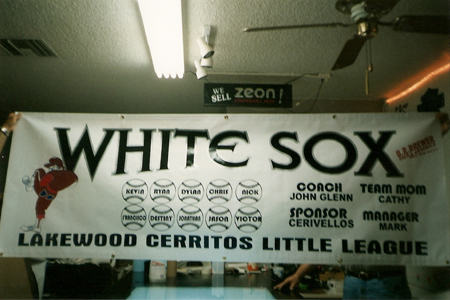 WE SELL zeon!
WHITE SOX
KEVIN RYAN DYLAN CHRIS NICK
FRANCISCO DESTINY JONATHAN JASON VICTOR
COACH TEAM MOM
JOHN GLENN CATHY
SPONSOR MANAGER
CERIVELLOS MARK
LAKEWOOD CERRITOS LITTLE LEAGUE